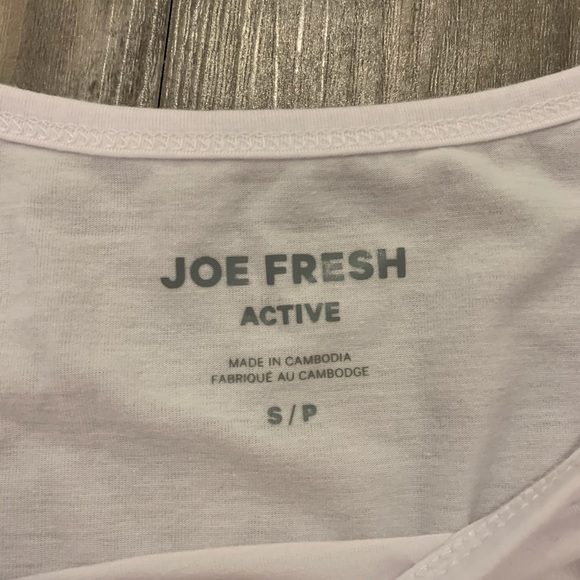 JOE FRESH
ACTIVE
MADE IN CAMBODIA
FABRIQUÉ AU CAMBODGE
S / P